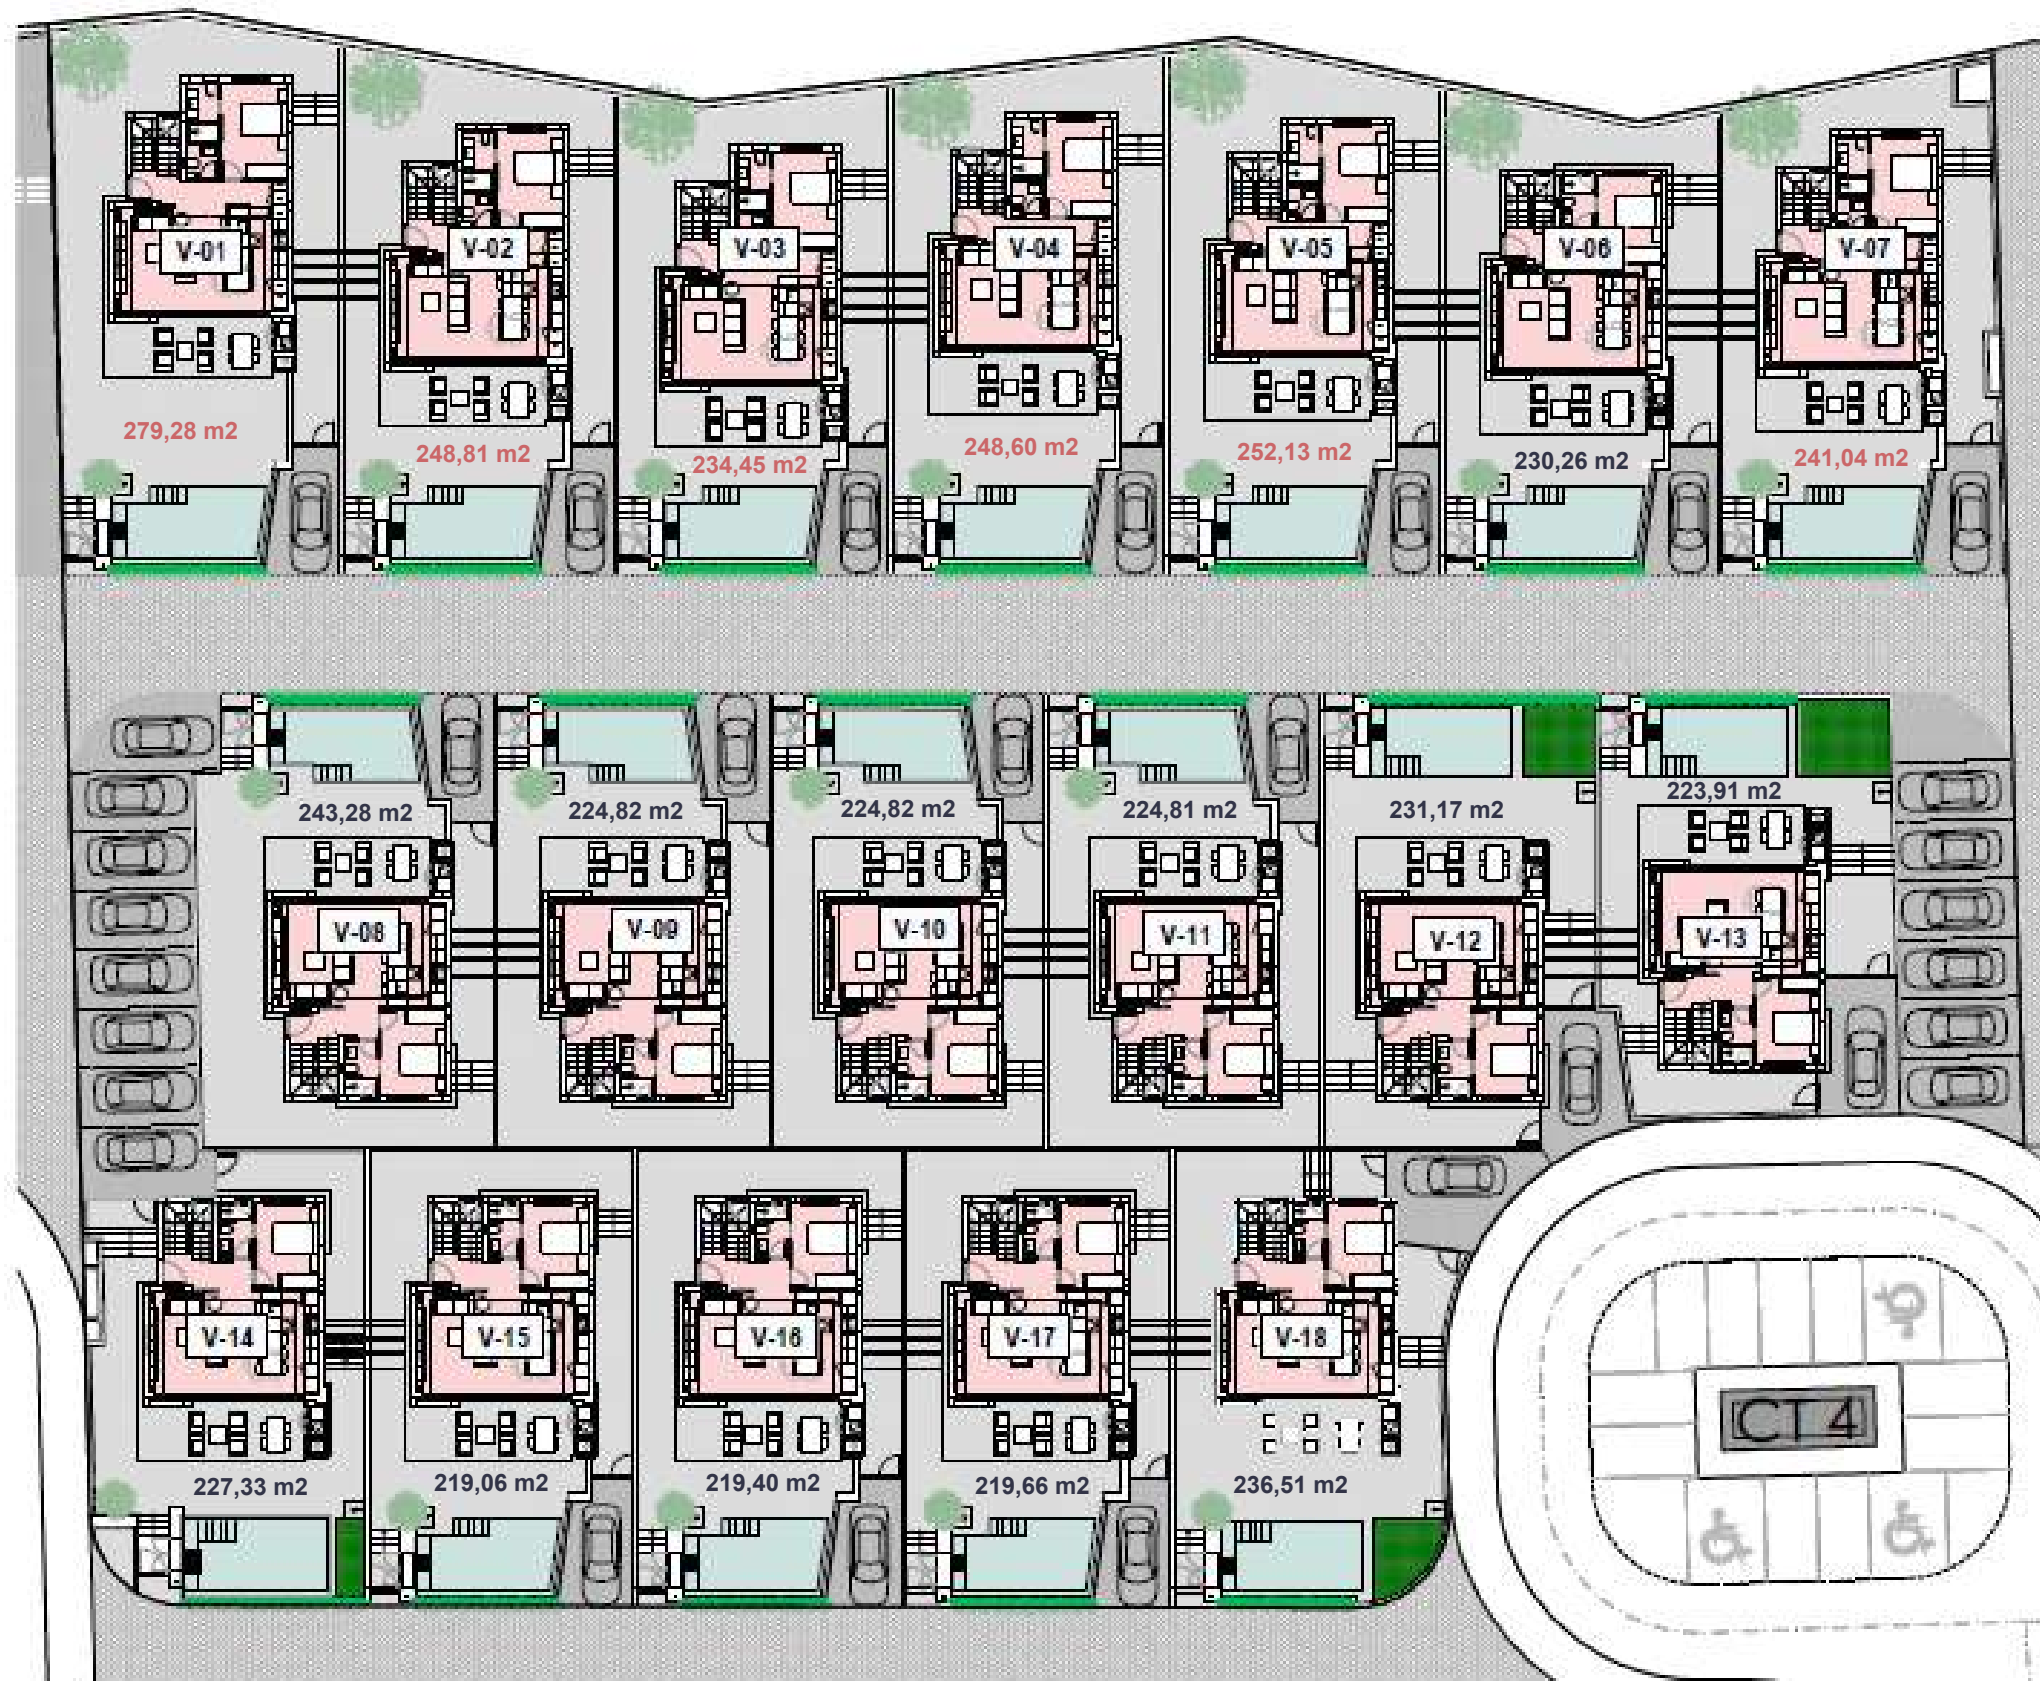 V-01
V-02
V-03
V-04
V-05
V-06
V-07
279,28 m2
248,81 m2
234,45 m2
248,60 m2
252,13 m2
230,26 m2
241,04 m2
243,28 m2
224,82 m2
224,82 m2
224,81 m2
231,17 m2
223,91 m2
V-08
V-09
V-10
V-11
V-12
V-13
V-14
V-15
V-16
V-17
V-18
CT 4
227,33 m2
219,06 m2
219,40 m2
219,66 m2
236,51 m2